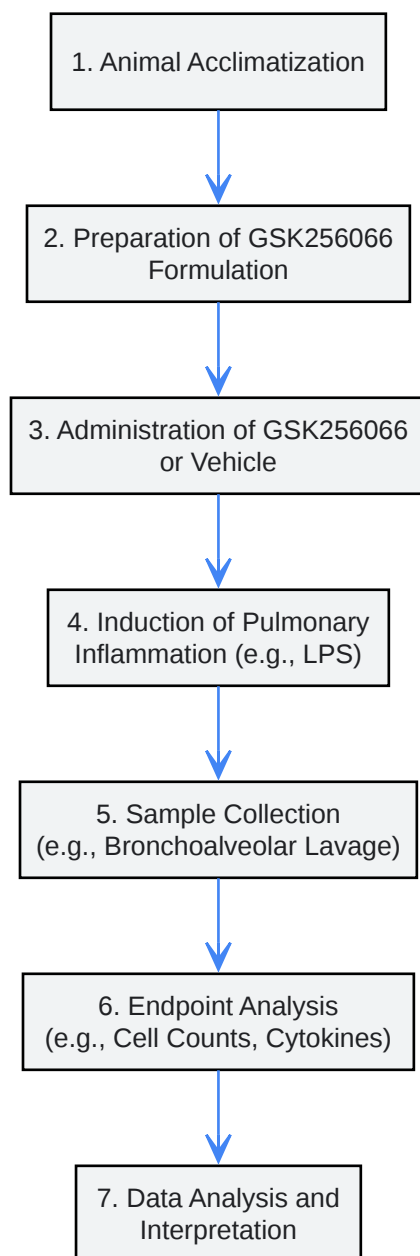 1. Animal Acclimatization
2. Preparation of GSK256066
Formulation
3. Administration of GSK256066
or Vehicle
4. Induction of Pulmonary
Inflammation (e.g., LPS)
5. Sample Collection
(e.g., Bronchoalveolar Lavage)
6. Endpoint Analysis
(e.g., Cell Counts, Cytokines)
7. Data Analysis and
Interpretation